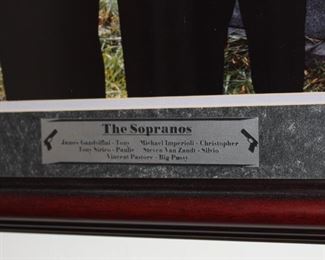 The Sopranos
James Gandolfini - Tony Michael Imperioli - Christopher
Tony Sirico - Paulie Steven Van Zandt - Silvio
Vincent Pastore - Big Pussy